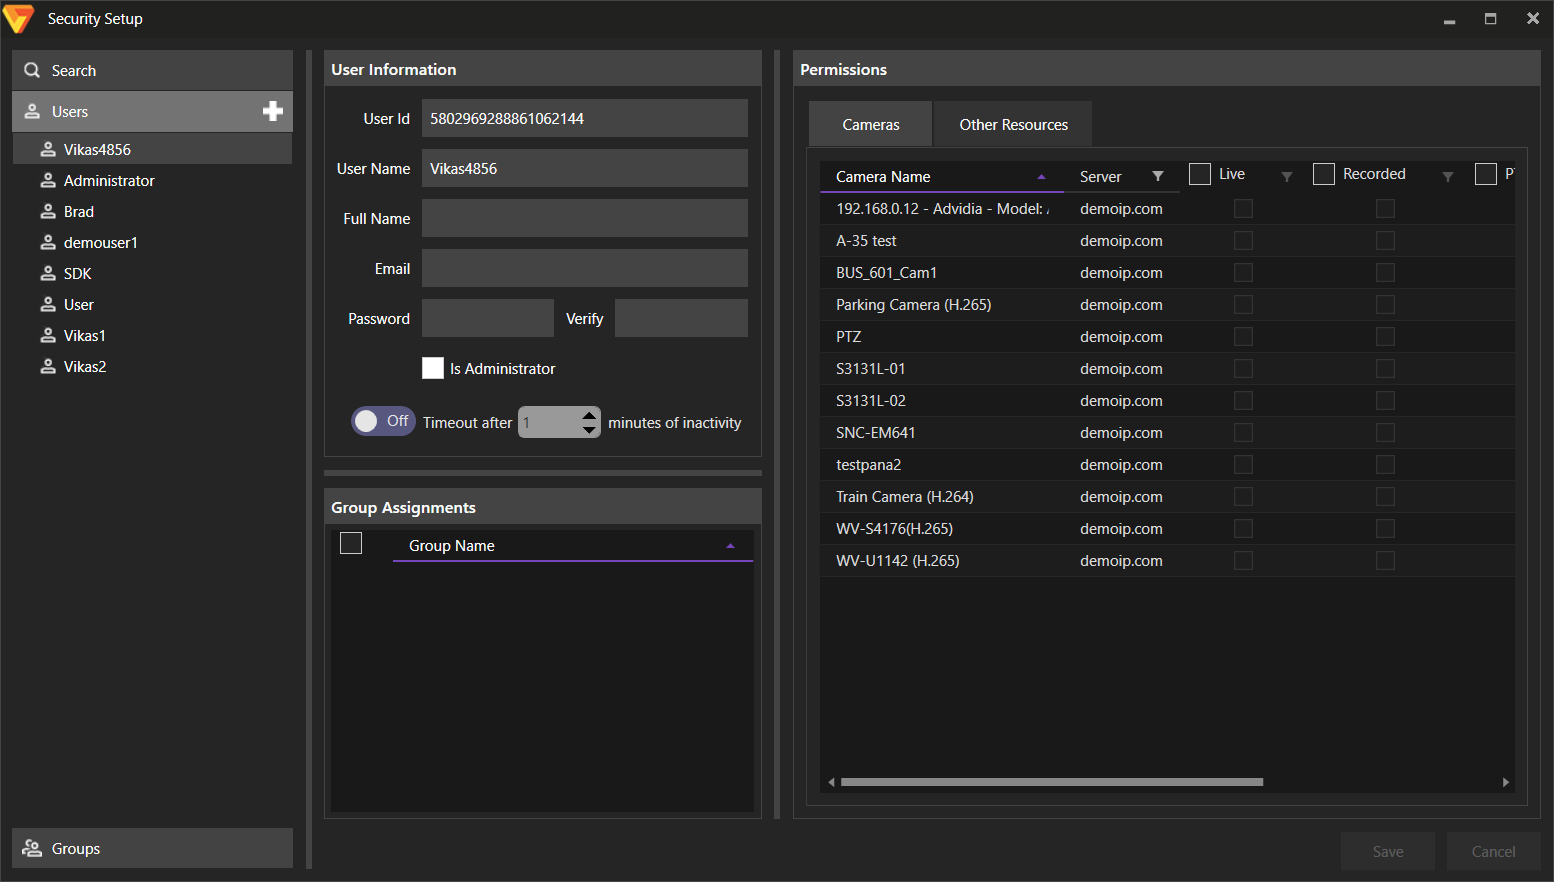 Security Setup
Search
Users
Vikas4856
Administrator
Brad
demouser1
SDK
User
Vikas1
Vikas2
Groups
User Information
User Id 5802969288861062144
User Name Vikas4856
Full Name
Email
Password Verify
Is Administrator
Off Timeout after 1 minutes of inactivity
Group Assignments
Group Name
Permissions
Cameras Other Resources
Camera Name Server Live Recorded
192.168.0.12 - Advidia - Model: demoip.com
A-35 test demoip.com
BUS_601_Cam1 demoip.com
Parking Camera (H.265) demoip.com
PTZ demoip.com
S3131L-01 demoip.com
S3131L-02 demoip.com
SNC-EM641 demoip.com
testpana2 demoip.com
Train Camera (H.264) demoip.com
WV-S4176(H.265) demoip.com
WV-U1142 (H.265) demoip.com
Save Cancel